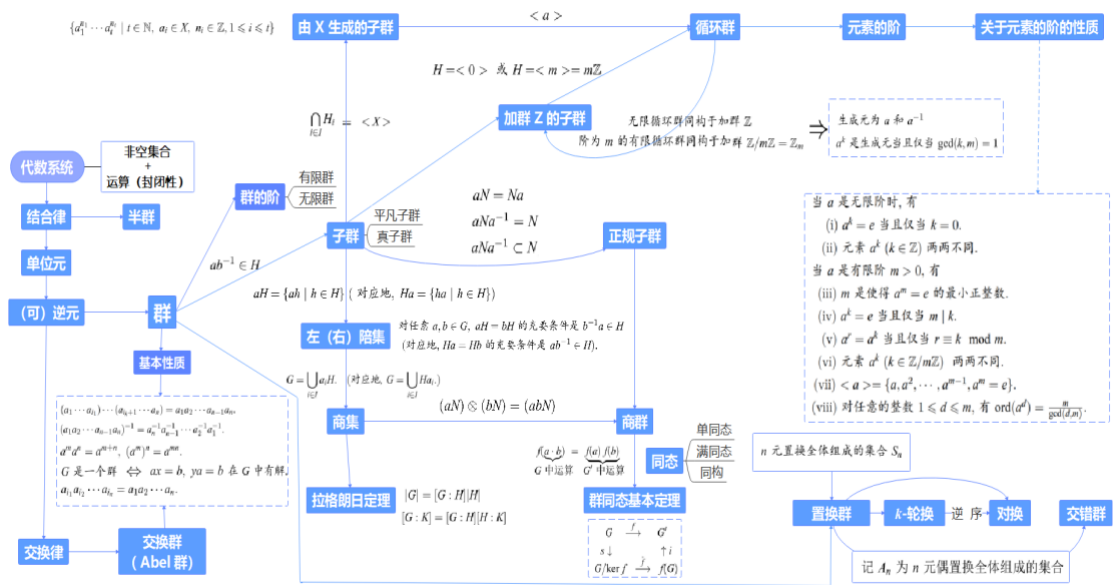 {a₁^{n₁} ⋯ a_t^{n_t} | t ∈ ℕ, a_i ∈ X, n_i ∈ ℤ, 1 ⩽ i ⩽ t}
由 X 生成的子群
< a >
循环群
元素的阶
关于元素的阶的性质
H =< 0 > 或 H =< m >= mℤ
⋂_{i∈I} H_i = < X >
加群 Z 的子群
无限循环群同构于加群 ℤ
阶为 m 的有限循环群同构于加群 ℤ/mℤ = ℤ_m
⇒
生成元为 a 和 a⁻¹
a^k 是生成元当且仅当 gcd(k, m) = 1
代数系统
非空集合
+
运算（封闭性）
结合律
半群
单位元
（可）逆元
群
群的阶
有限群
无限群
ab⁻¹ ∈ H
子群
平凡子群
真子群
aN = Na
aNa⁻¹ = N
aNa⁻¹ ⊂ N
正规子群
当 a 是无限阶时, 有
(i) a^k = e 当且仅当 k = 0.
(ii) 元素 a^k (k ∈ ℤ) 两两不同.
当 a 是有限阶 m > 0, 有
(iii) m 是使得 a^m = e 的最小正整数.
(iv) a^k = e 当且仅当 m | k.
(v) a^r = a^k 当且仅当 r ≡ k mod m.
(vi) 元素 a^k (k ∈ ℤ/mℤ) 两两不同.
(vii) < a >= {a, a², ⋯, a^{m−1}, a^m = e}.
(viii) 对任意的整数 1 ⩽ d ⩽ m, 有 ord(a^d) = m/gcd(d,m)
aH = {ah | h ∈ H} ( 对应地, Ha = {ha | h ∈ H})
左（右）陪集
对任意 a, b ∈ G, aH = bH 的充要条件是 b⁻¹a ∈ H
(对应地, Ha = Hb 的充要条件是 ab⁻¹ ∈ H).
基本性质
G = ⋃_{i∈I} a_iH. (对应地, G = ⋃_{i∈I} Ha_i.)
(a₁ ⋯ a_{i₁}) ⋯ (a_{i_k+1} ⋯ a_n) = a₁a₂ ⋯ a_{n−1}a_n.
(a₁a₂ ⋯ a_{n−1}a_n)⁻¹ = a_n⁻¹a_{n−1}⁻¹ ⋯ a₂⁻¹a₁⁻¹.
a^m a^n = a^{m+n}, (a^m)^n = a^{mn}.
G 是一个群 ⇔ ax = b, ya = b 在 G 中有解.
a_{i₁}a_{i₂} ⋯ a_{i_n} = a₁a₂ ⋯ a_n.
商集
(aN) ⊗ (bN) = (abN)
商群
f(a · b) = f(a) f(b)
G 中运算 G′ 中运算
同态
单同态
满同态
同构
拉格朗日定理
|G| = [G : H]|H|
[G : K] = [G : H][H : K]
群同态基本定理
G f→ G′
s↓ ↑i
G/ker f → f(G)
n 元置换全体组成的集合 S_n
置换群
k-轮换
逆 序
对换
交错群
记 A_n 为 n 元偶置换全体组成的集合
交换律
交换群
（ Abel 群）